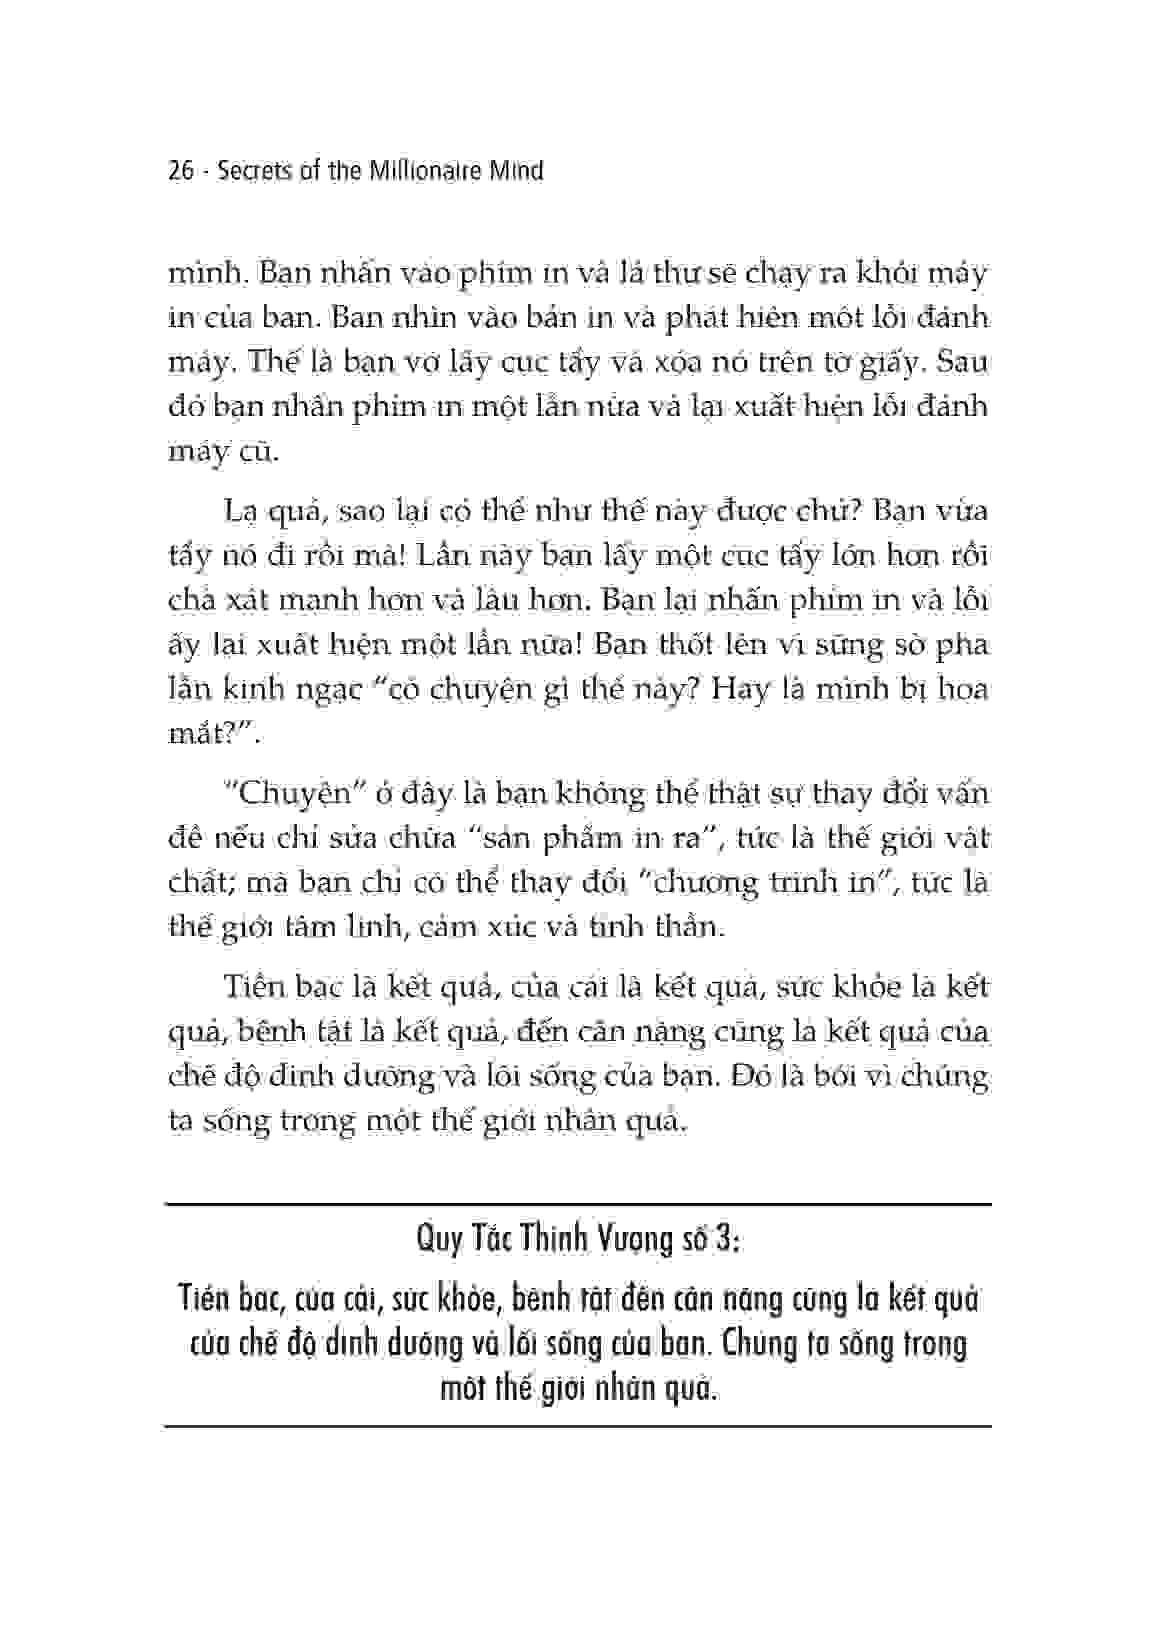 26 - Secrets of the Millionaire Mind
mình. Bạn nhấn vào phím in và lá thư sẽ chạy ra khỏi máy
in của bạn. Bạn nhìn vào bản in và phát hiện một lỗi đánh
máy. Thế là bạn vớ lấy cục tẩy và xóa nó trên tờ giấy. Sau
đó bạn nhấn phím in một lần nữa và lại xuất hiện lỗi đánh
máy cũ.
Lạ quá, sao lại có thể như thế này được chứ? Bạn vừa
tẩy nó đi rồi mà! Lần này bạn lấy một cục tẩy lớn hơn rồi
chà xát mạnh hơn và lâu hơn. Bạn lại nhấn phím in và lỗi
ấy lại xuất hiện một lần nữa! Bạn thốt lên vì sững sờ pha
lẫn kinh ngạc “có chuyện gì thế này? Hay là mình bị hoa
mắt?”.
“Chuyện” ở đây là bạn không thể thật sự thay đổi vấn
đề nếu chỉ sửa chữa “sản phẩm in ra”, tức là thế giới vật
chất; mà bạn chỉ có thể thay đổi “chương trình in”, tức là
thế giới tâm linh, cảm xúc và tinh thần.
Tiền bạc là kết quả, của cải là kết quả, sức khỏe là kết
quả, bệnh tật là kết quả, đến cân nặng cũng là kết quả của
chế độ dinh dưỡng và lối sống của bạn. Đó là bởi vì chúng
ta sống trong một thế giới nhân quả.
Quy Tắc Thịnh Vượng số 3:
Tiền bạc, của cải, sức khỏe, bệnh tật đến cân nặng cũng là kết quả
của chế độ dinh dưỡng và lối sống của bạn. Chúng ta sống trong
một thế giới nhân quả.